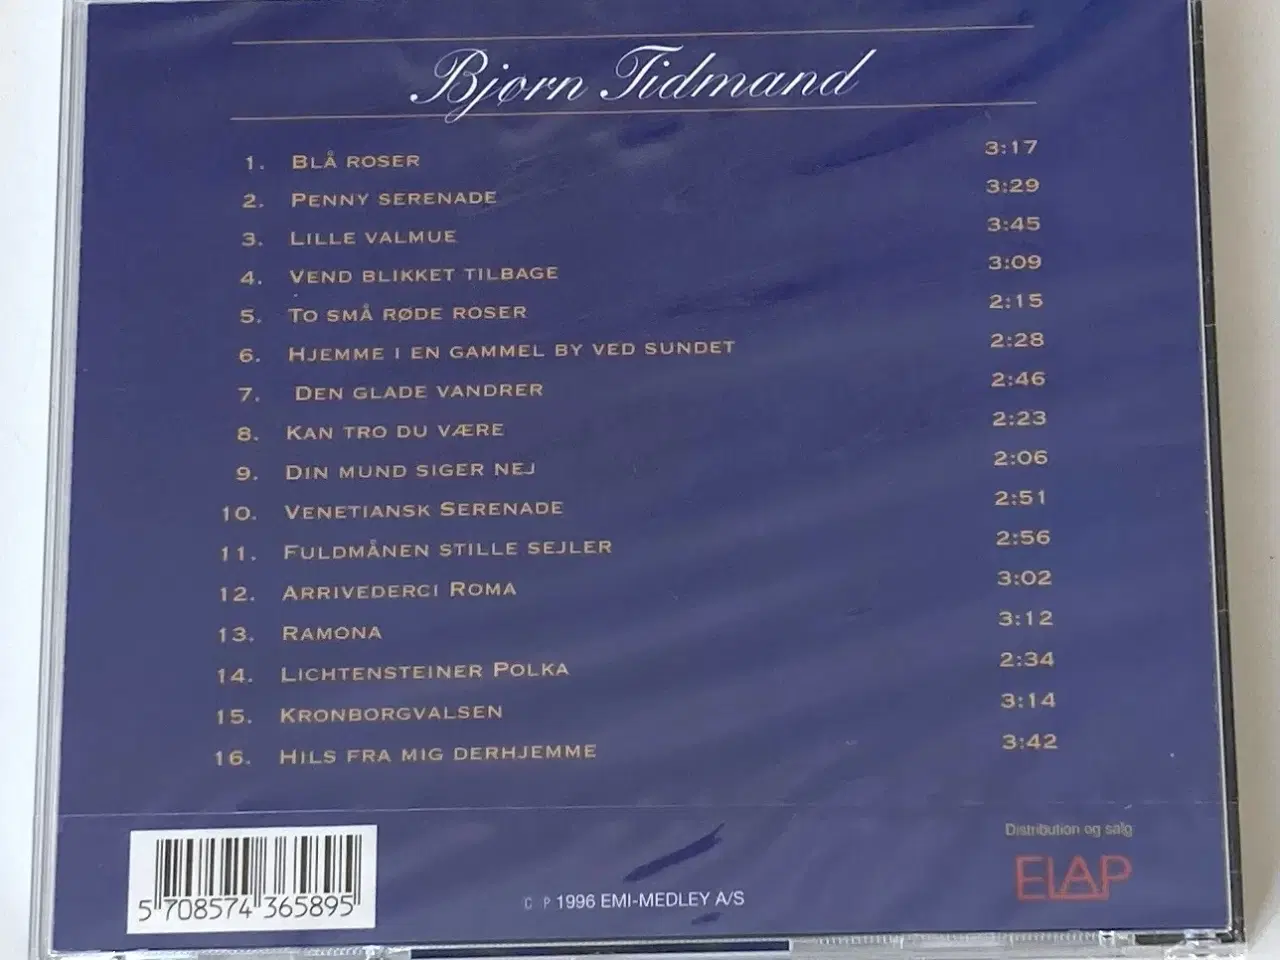 Bjørn Tidmand
1. BLÅ ROSER 3:17
2. PENNY SERENADE 3:29
3. LILLE VALMUE 3:45
4. VEND BLIKKET TILBAGE 3:09
5. TO SMÅ RØDE ROSER 2:15
6. HJEMME I EN GAMMEL BY VED SUNDET 2:28
7. DEN GLADE VANDRER 2:46
8. KAN TRO DU VÆRE 2:23
9. DIN MUND SIGER NEJ 2:06
10. VENETIANSK SERENADE 2:51
11. FULDMÅNEN STILLE SEJLER 2:56
12. ARRIVEDERCI ROMA 3:02
13. RAMONA 3:12
14. LICHTENSTEINER POLKA 2:34
15. KRONBORGVALSEN 3:14
16. HILS FRA MIG DERHJEMME 3:42
Distribution og salg
ELAP
C P 1996 EMI-MEDLEY A/S
5 708574 365895